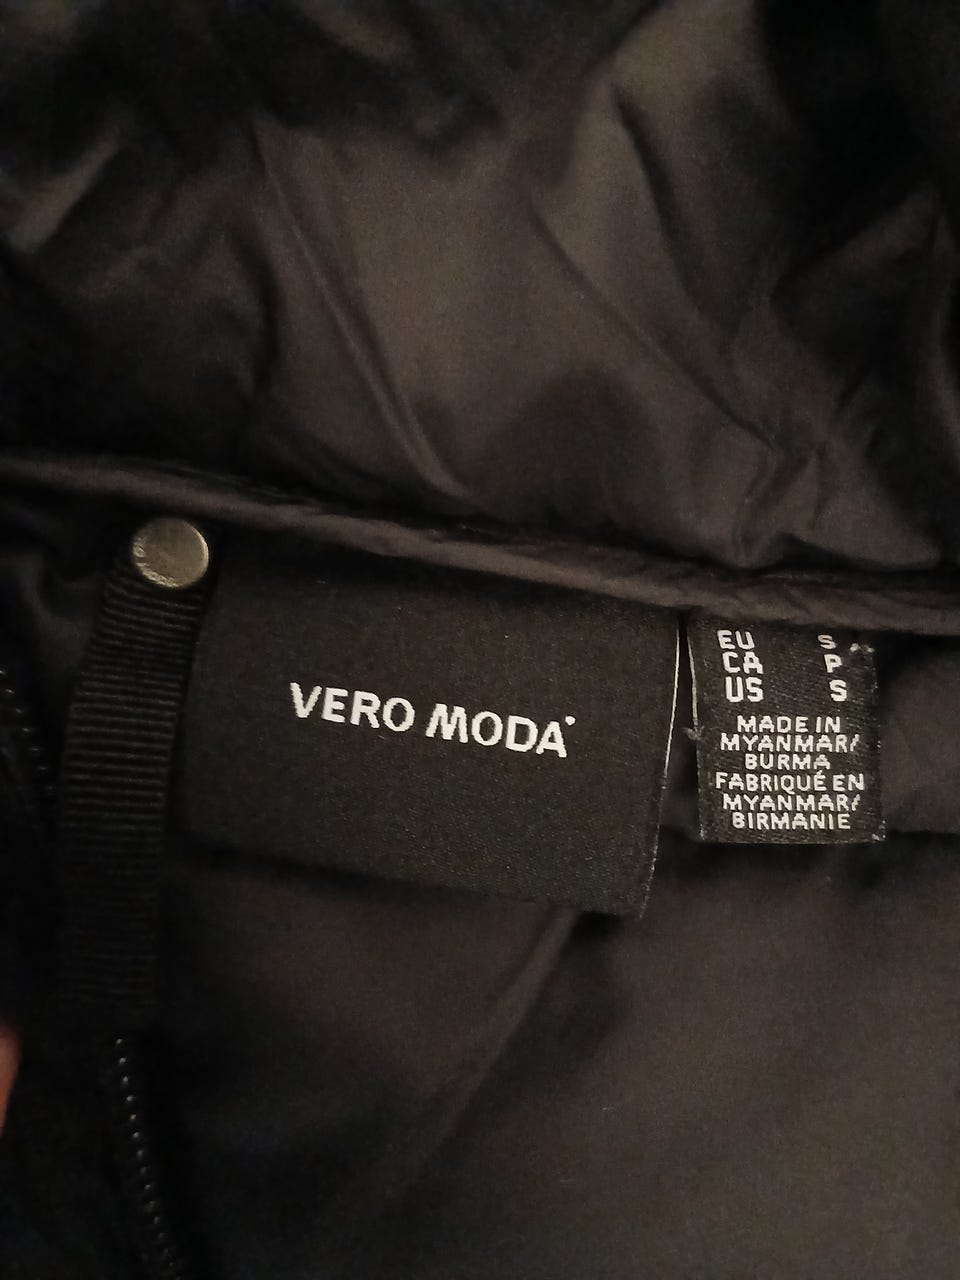 VERO MODA
EU S
CA P
US S
MADE IN
MYANMAR/
BURMA
FABRIQUÉ EN
MYANMAR/
BIRMANIE